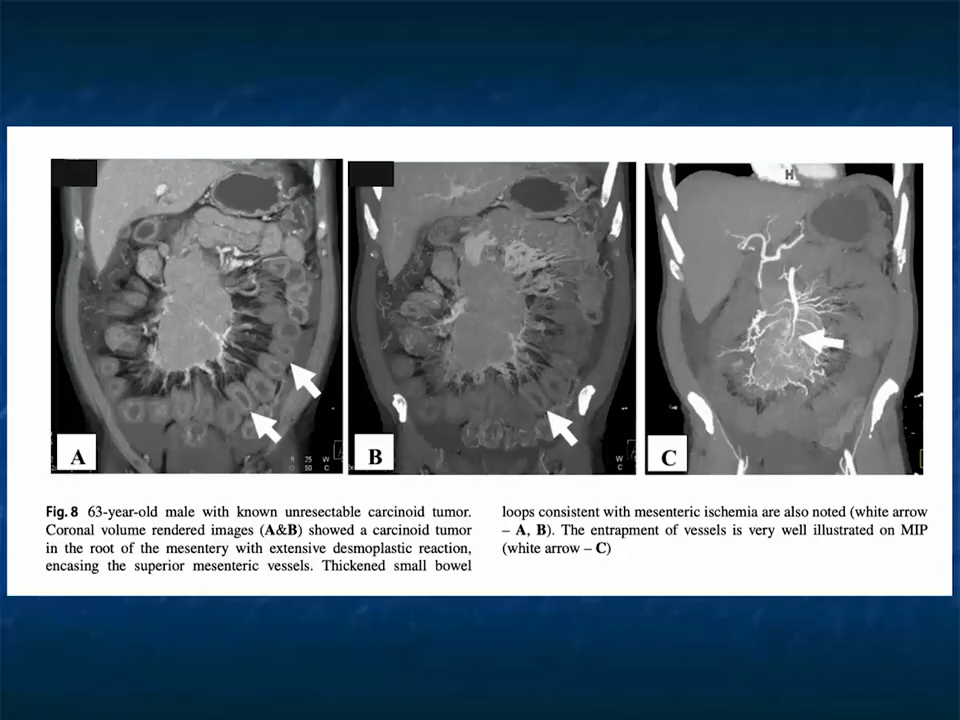 H
A
B
C
25
W
50
C
W
C
Fig. 8 63-year-old male with known unresectable carcinoid tumor.
Coronal volume rendered images (A&B) showed a carcinoid tumor
in the root of the mesentery with extensive desmoplastic reaction,
encasing the superior mesenteric vessels. Thickened small bowel
loops consistent with mesenteric ischemia are also noted (white arrow
– A, B). The entrapment of vessels is very well illustrated on MIP
(white arrow – C)